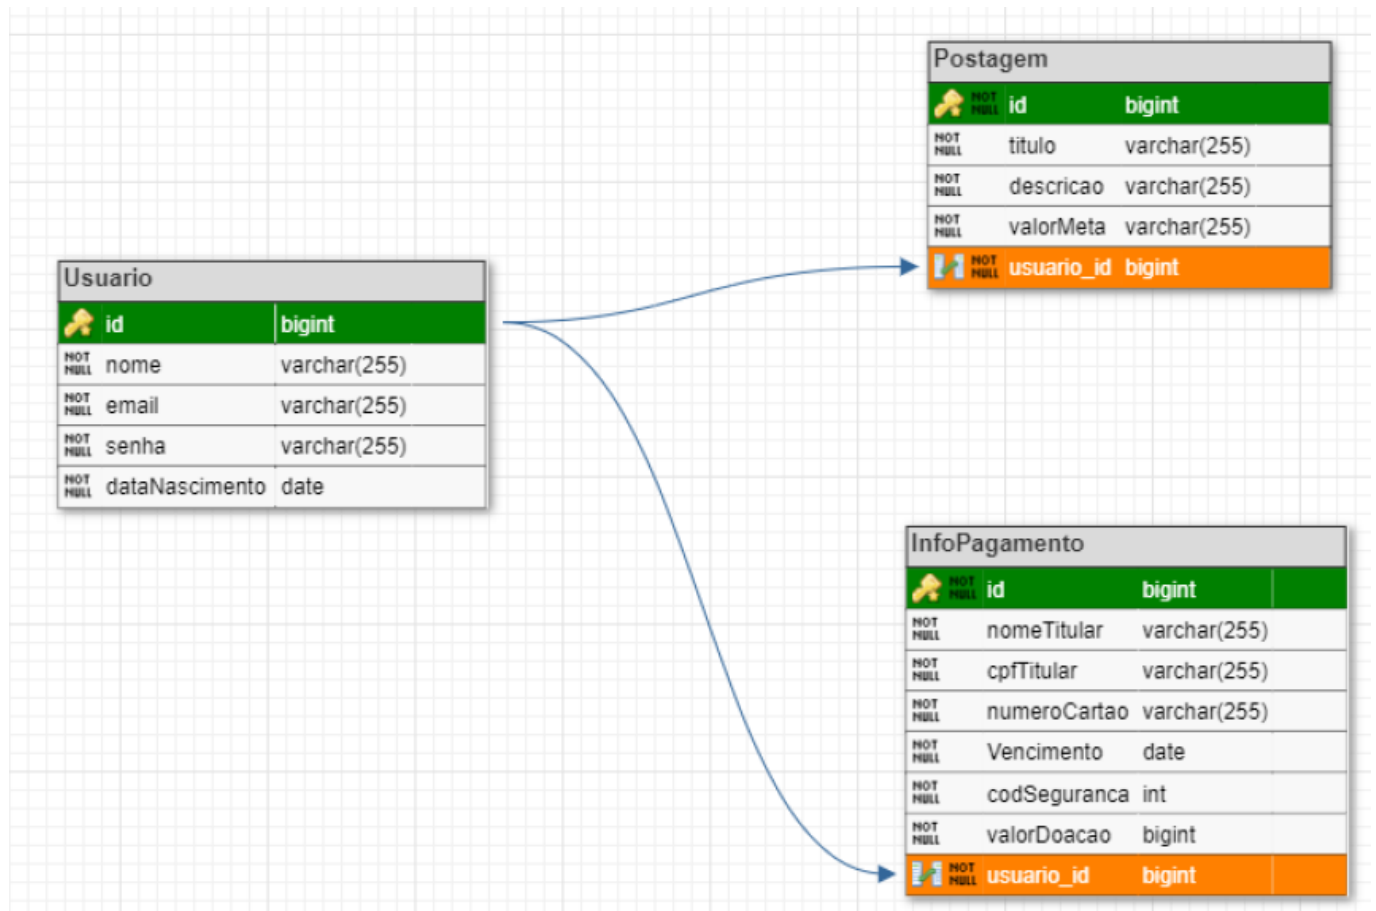 Usuario
id bigint
NOT NULL nome varchar(255)
NOT NULL email varchar(255)
NOT NULL senha varchar(255)
NOT NULL dataNascimento date
Postagem
NOT NULL id bigint
NOT NULL titulo varchar(255)
NOT NULL descricao varchar(255)
NOT NULL valorMeta varchar(255)
NOT NULL usuario_id bigint
InfoPagamento
NOT NULL id bigint
NOT NULL nomeTitular varchar(255)
NOT NULL cpfTitular varchar(255)
NOT NULL numeroCartao varchar(255)
NOT NULL Vencimento date
NOT NULL codSeguranca int
NOT NULL valorDoacao bigint
NOT NULL usuario_id bigint